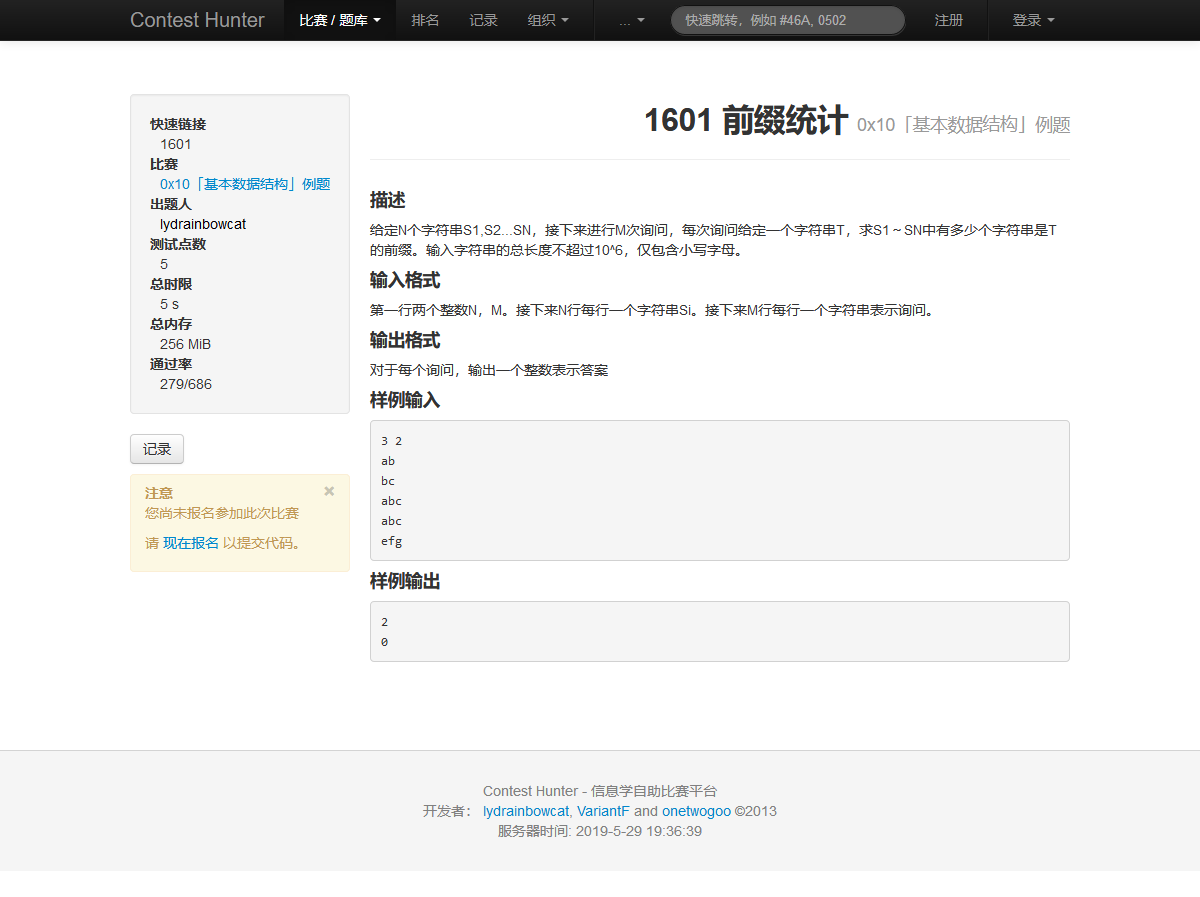 Contest Hunter 比赛 / 题库 排名 记录 组织 ... 快速跳转，例如 #46A, 0502 注册 登录
快速链接
1601
比赛
0x10「基本数据结构」例题
出题人
lydrainbowcat
测试点数
5
总时限
5 s
总内存
256 MiB
通过率
279/686
记录
注意 ×
您尚未报名参加此次比赛
请 现在报名 以提交代码。
1601 前缀统计 0x10「基本数据结构」例题
描述
给定N个字符串S1,S2...SN，接下来进行M次询问，每次询问给定一个字符串T，求S1～SN中有多少个字符串是T
的前缀。输入字符串的总长度不超过10^6，仅包含小写字母。
输入格式
第一行两个整数N，M。接下来N行每行一个字符串Si。接下来M行每行一个字符串表示询问。
输出格式
对于每个询问，输出一个整数表示答案
样例输入
3 2
ab
bc
abc
abc
efg
样例输出
2
0
Contest Hunter - 信息学自助比赛平台
开发者： lydrainbowcat, VariantF and onetwogoo ©2013
服务器时间: 2019-5-29 19:36:39